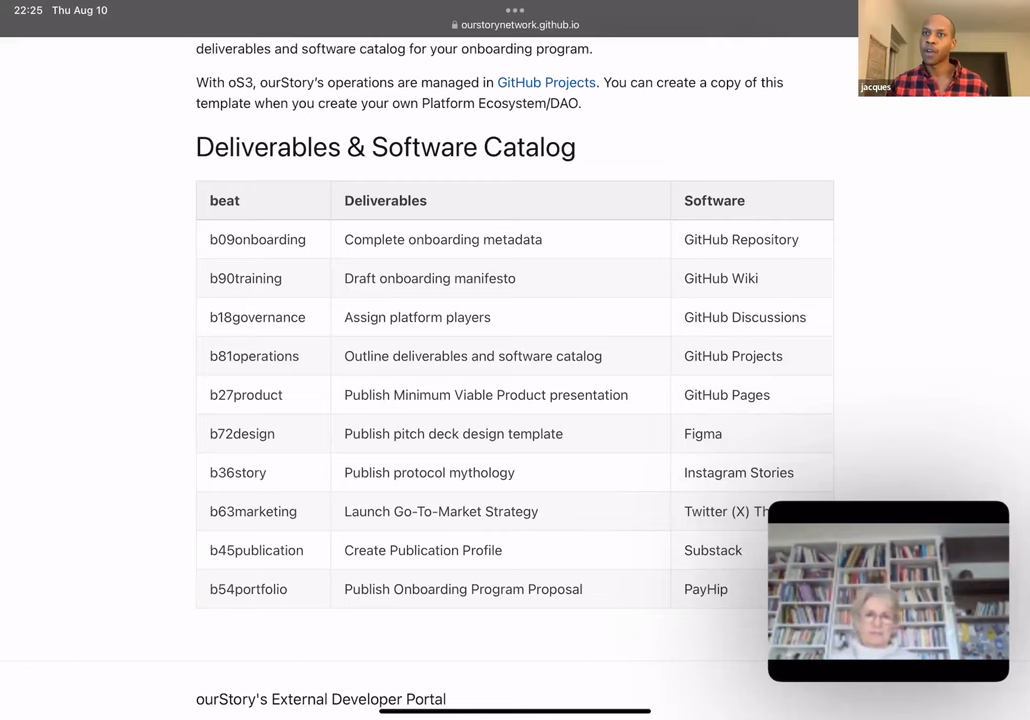 22:25 Thu Aug 10
ourstorynetwork.github.io
jacques
deliverables and software catalog for your onboarding program.
With oS3, ourStory's operations are managed in GitHub Projects. You can create a copy of this
template when you create your own Platform Ecosystem/DAO.
Deliverables & Software Catalog
beat Deliverables Software
b09onboarding Complete onboarding metadata GitHub Repository
b90training Draft onboarding manifesto GitHub Wiki
b18governance Assign platform players GitHub Discussions
b81operations Outline deliverables and software catalog GitHub Projects
b27product Publish Minimum Viable Product presentation GitHub Pages
b72design Publish pitch deck design template Figma
b36story Publish protocol mythology Instagram Stories
b63marketing Launch Go-To-Market Strategy Twitter (X)
b45publication Create Publication Profile Substack
b54portfolio Publish Onboarding Program Proposal PayHip
ourStory's External Developer Portal